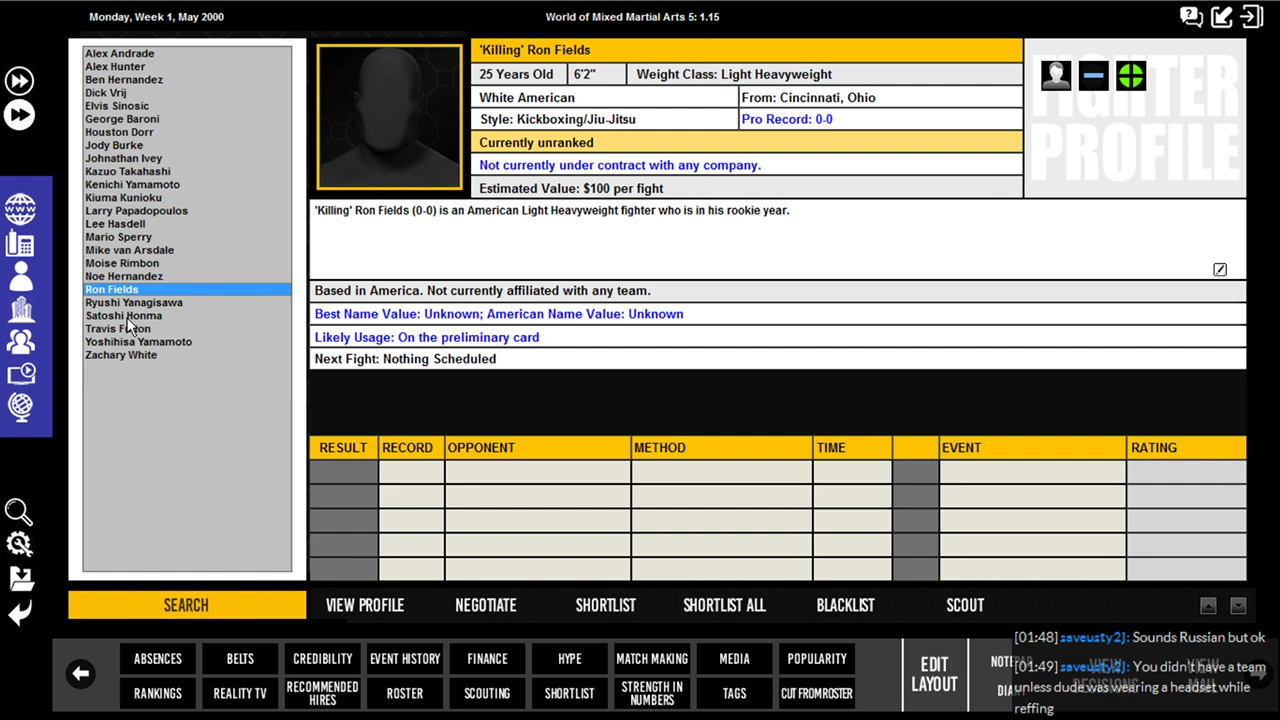 Monday, Week 1, May 2000
World of Mixed Martial Arts 5: 1.15
Alex Andrade
Alex Hunter
Ben Hernandez
Dick Vrij
Elvis Sinosic
George Baroni
Houston Dorr
Jody Burke
Johnathan Ivey
Kazuo Takahashi
Kenichi Yamamoto
Kiuma Kunioku
Larry Papadopoulos
Lee Hasdell
Mario Sperry
Mike van Arsdale
Moise Rimbon
Noe Hernandez
Ron Fields
Ryushi Yanagisawa
Satoshi Honma
Travis
Yoshihisa Yamamoto
Zachary White
SEARCH
'Killing' Ron Fields
25 Years Old
6'2"
Weight Class: Light Heavyweight
White American
From: Cincinnati, Ohio
Style: Kickboxing/Jiu-Jitsu
Pro Record: 0-0
Currently unranked
Not currently under contract with any company.
Estimated Value: $100 per fight
FIGHTER
PROFILE
'Killing' Ron Fields (0-0) is an American Light Heavyweight fighter who is in his rookie year.
Based in America. Not currently affiliated with any team.
Best Name Value: Unknown; American Name Value: Unknown
Likely Usage: On the preliminary card
Next Fight: Nothing Scheduled
RESULT RECORD OPPONENT METHOD TIME EVENT RATING
VIEW PROFILE NEGOTIATE SHORTLIST SHORTLIST ALL BLACKLIST SCOUT
WWW
ABSENCES BELTS CREDIBILITY EVENT HISTORY FINANCE HYPE MATCH MAKING MEDIA POPULARITY
RANKINGS REALITY TV RECOMMENDED HIRES ROSTER SCOUTING SHORTLIST STRENGTH IN NUMBERS TAGS CUT FROM ROSTER
EDIT LAYOUT
[01:48] saveusty2J: Sounds Russian but ok
[01:49] saveusty2J: You didn't have a team
unless dude was wearing a headset while
reffing